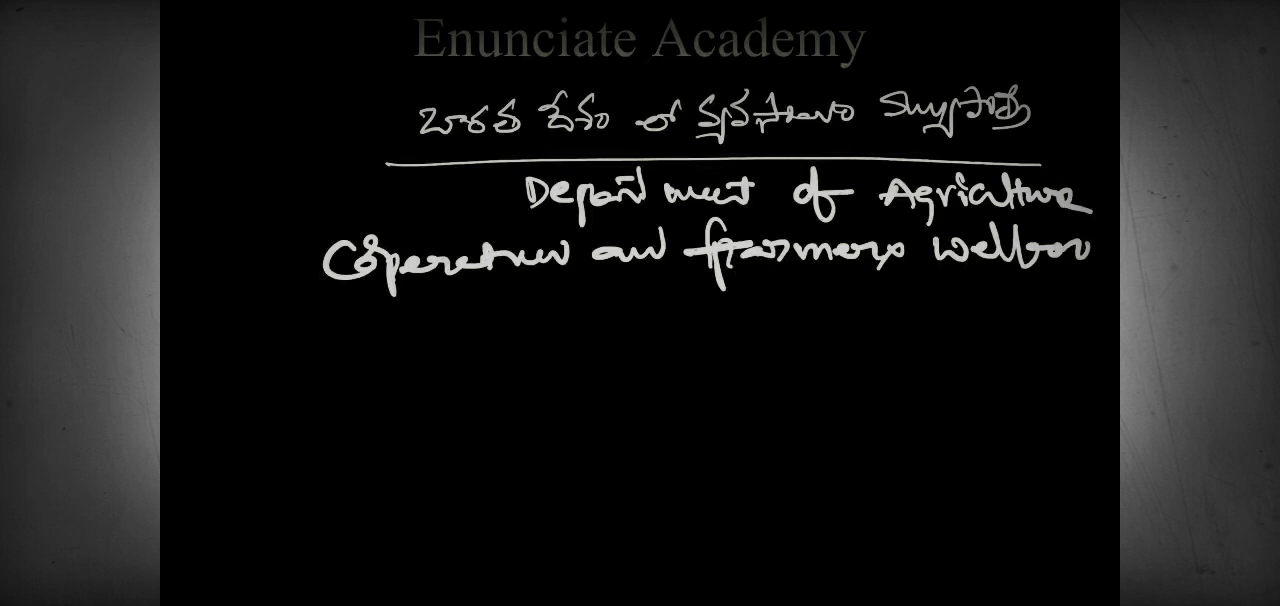 Enunciate Academy
బారత దేశం లో వ్యవసాయం
Department of Agriculture
Cooperation and farmers welfare